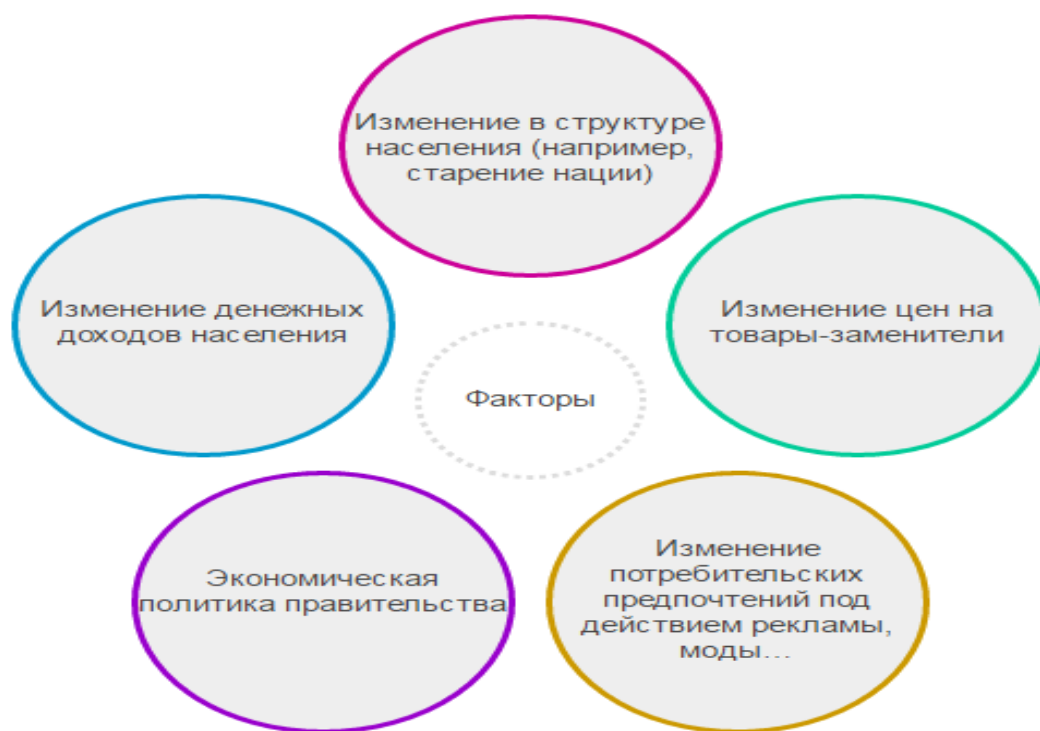 Изменение в структуре
населения (например,
старение нации)
Изменение денежных
доходов населения
Изменение цен на
товары-заменители
Факторы
Экономическая
политика правительства
Изменение
потребительских
предпочтений под
действием рекламы,
моды...